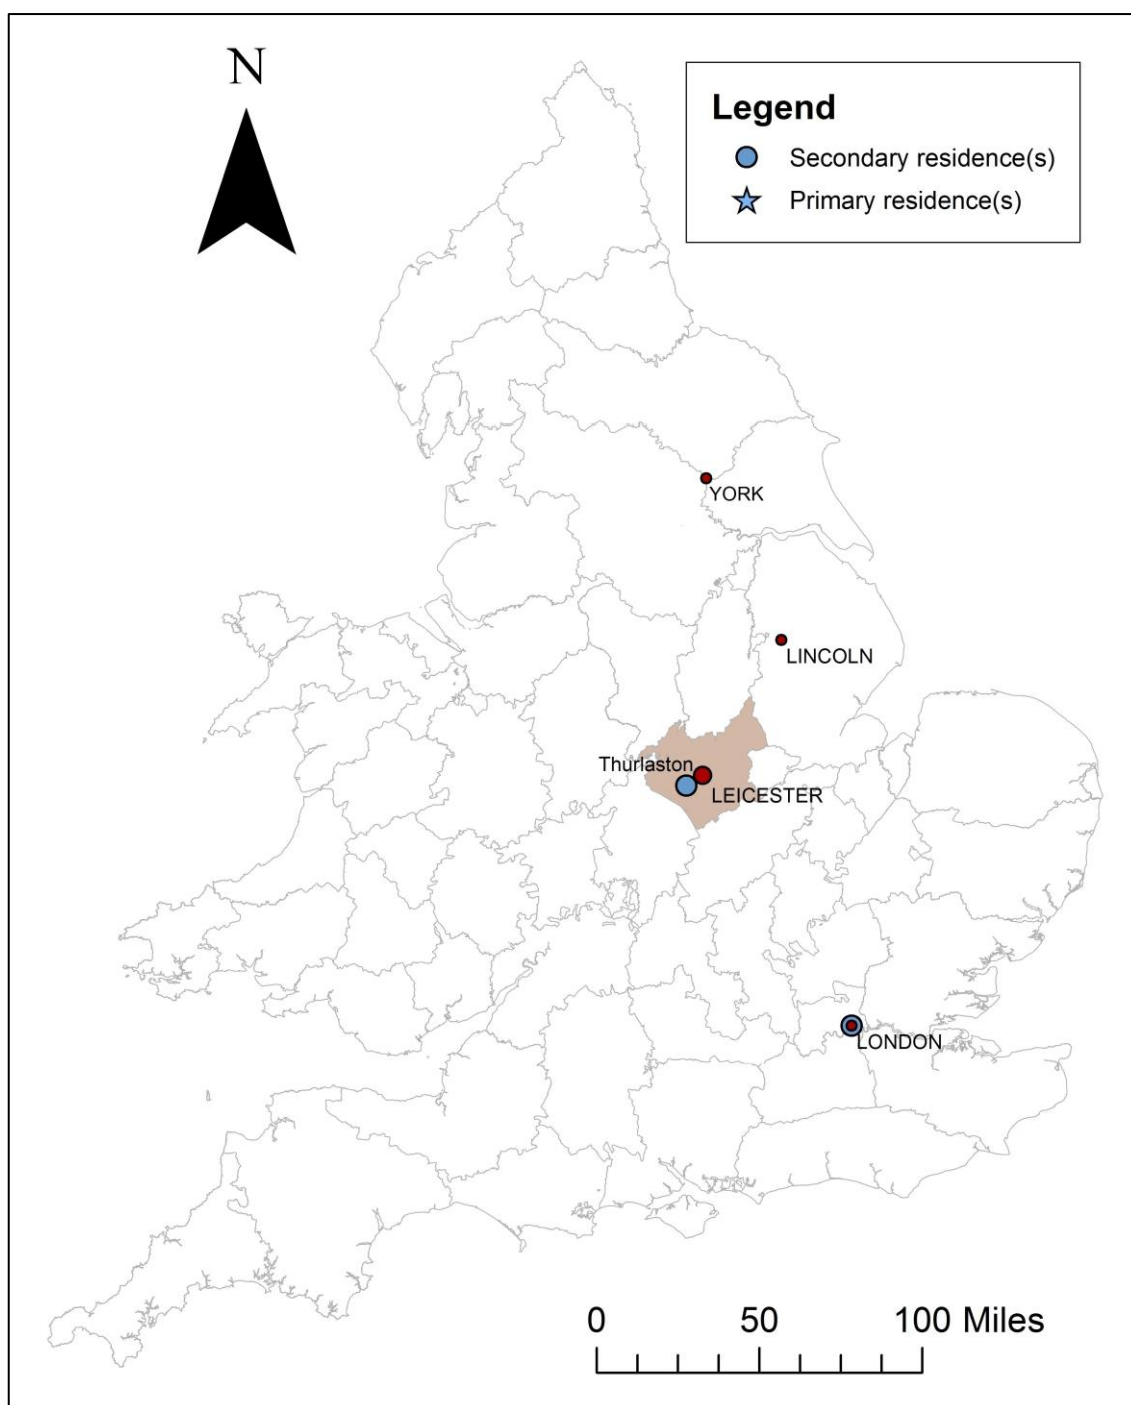 N
Legend
Secondary residence(s)
Primary residence(s)
YORK
LINCOLN
Thurlaston
LEICESTER
LONDON
0 50 100 Miles